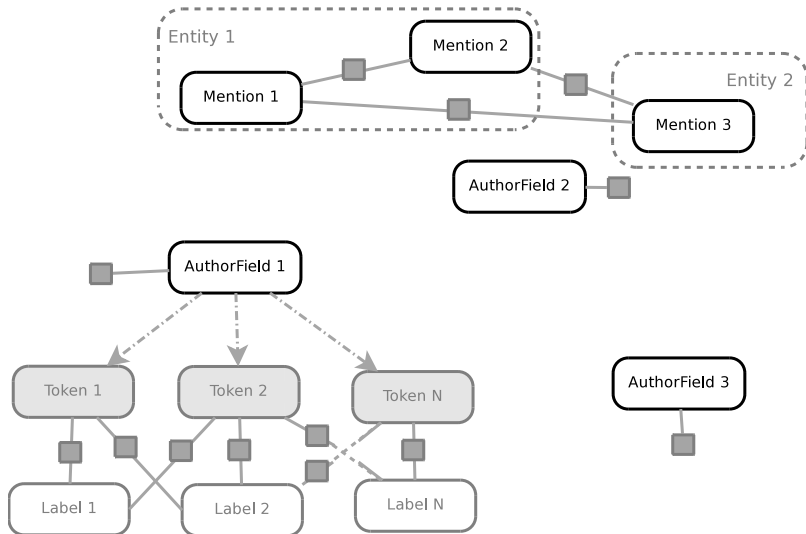 Entity 1
Mention 2
Mention 1
Entity 2
Mention 3
AuthorField 2
AuthorField 1
Token 1
Token 2
Token N
AuthorField 3
Label 1
Label 2
Label N